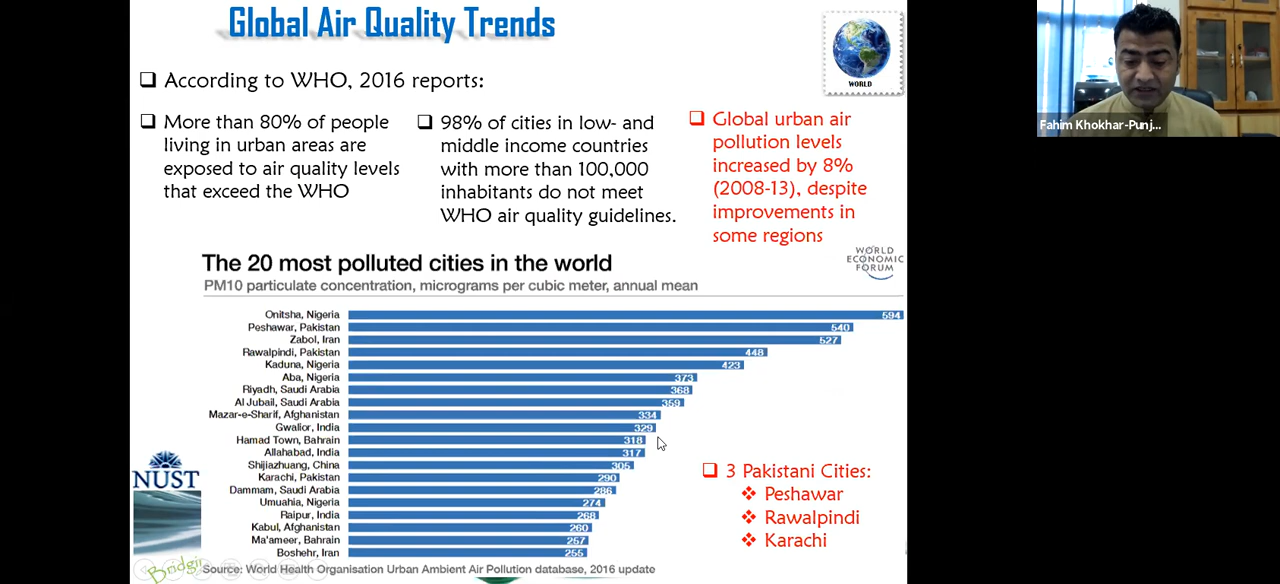 Global Air Quality Trends
WORLD
❑ According to WHO, 2016 reports:
❑ More than 80% of people
living in urban areas are
exposed to air quality levels
that exceed the WHO
❑ 98% of cities in low- and
middle income countries
with more than 100,000
inhabitants do not meet
WHO air quality guidelines.
❑ Global urban air
pollution levels
increased by 8%
(2008-13), despite
improvements in
some regions
WORLD
ECONOMIC
FORUM
The 20 most polluted cities in the world
PM10 particulate concentration, micrograms per cubic meter, annual mean
Onitsha, Nigeria 594
Peshawar, Pakistan 540
Zabol, Iran 527
Rawalpindi, Pakistan 448
Kaduna, Nigeria 423
Aba, Nigeria 373
Riyadh, Saudi Arabia 368
Al Jubail, Saudi Arabia 359
Mazar-e-Sharif, Afghanistan 334
Gwalior, India 329
Hamad Town, Bahrain 318
Allahabad, India 317
Shijiazhuang, China 305
Karachi, Pakistan 290
Dammam, Saudi Arabia 286
Umuahia, Nigeria 274
Raipur, India 268
Kabul, Afghanistan 260
Ma'ameer, Bahrain 257
Boshehr, Iran 255
Source: World Health Organisation Urban Ambient Air Pollution database, 2016 update
❑ 3 Pakistani Cities:
❖ Peshawar
❖ Rawalpindi
❖ Karachi
NUST
Fahim Khokhar-Punj...